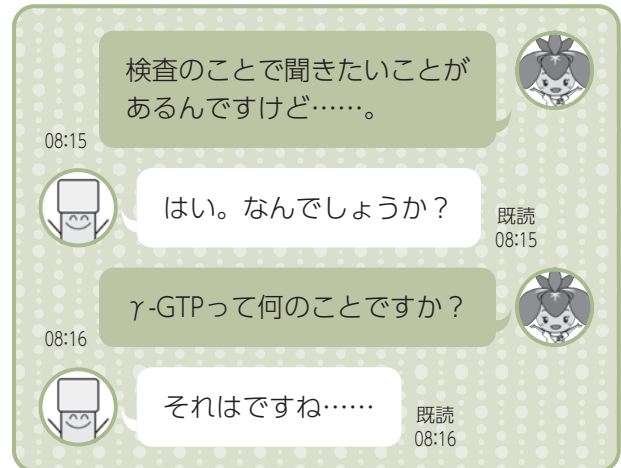 検査のことで聞きたいことが
あるんですけど……。
08:15
はい。なんでしょうか？
既読
08:15
γ-GTPって何のことですか？
08:16
それはですね……
既読
08:16